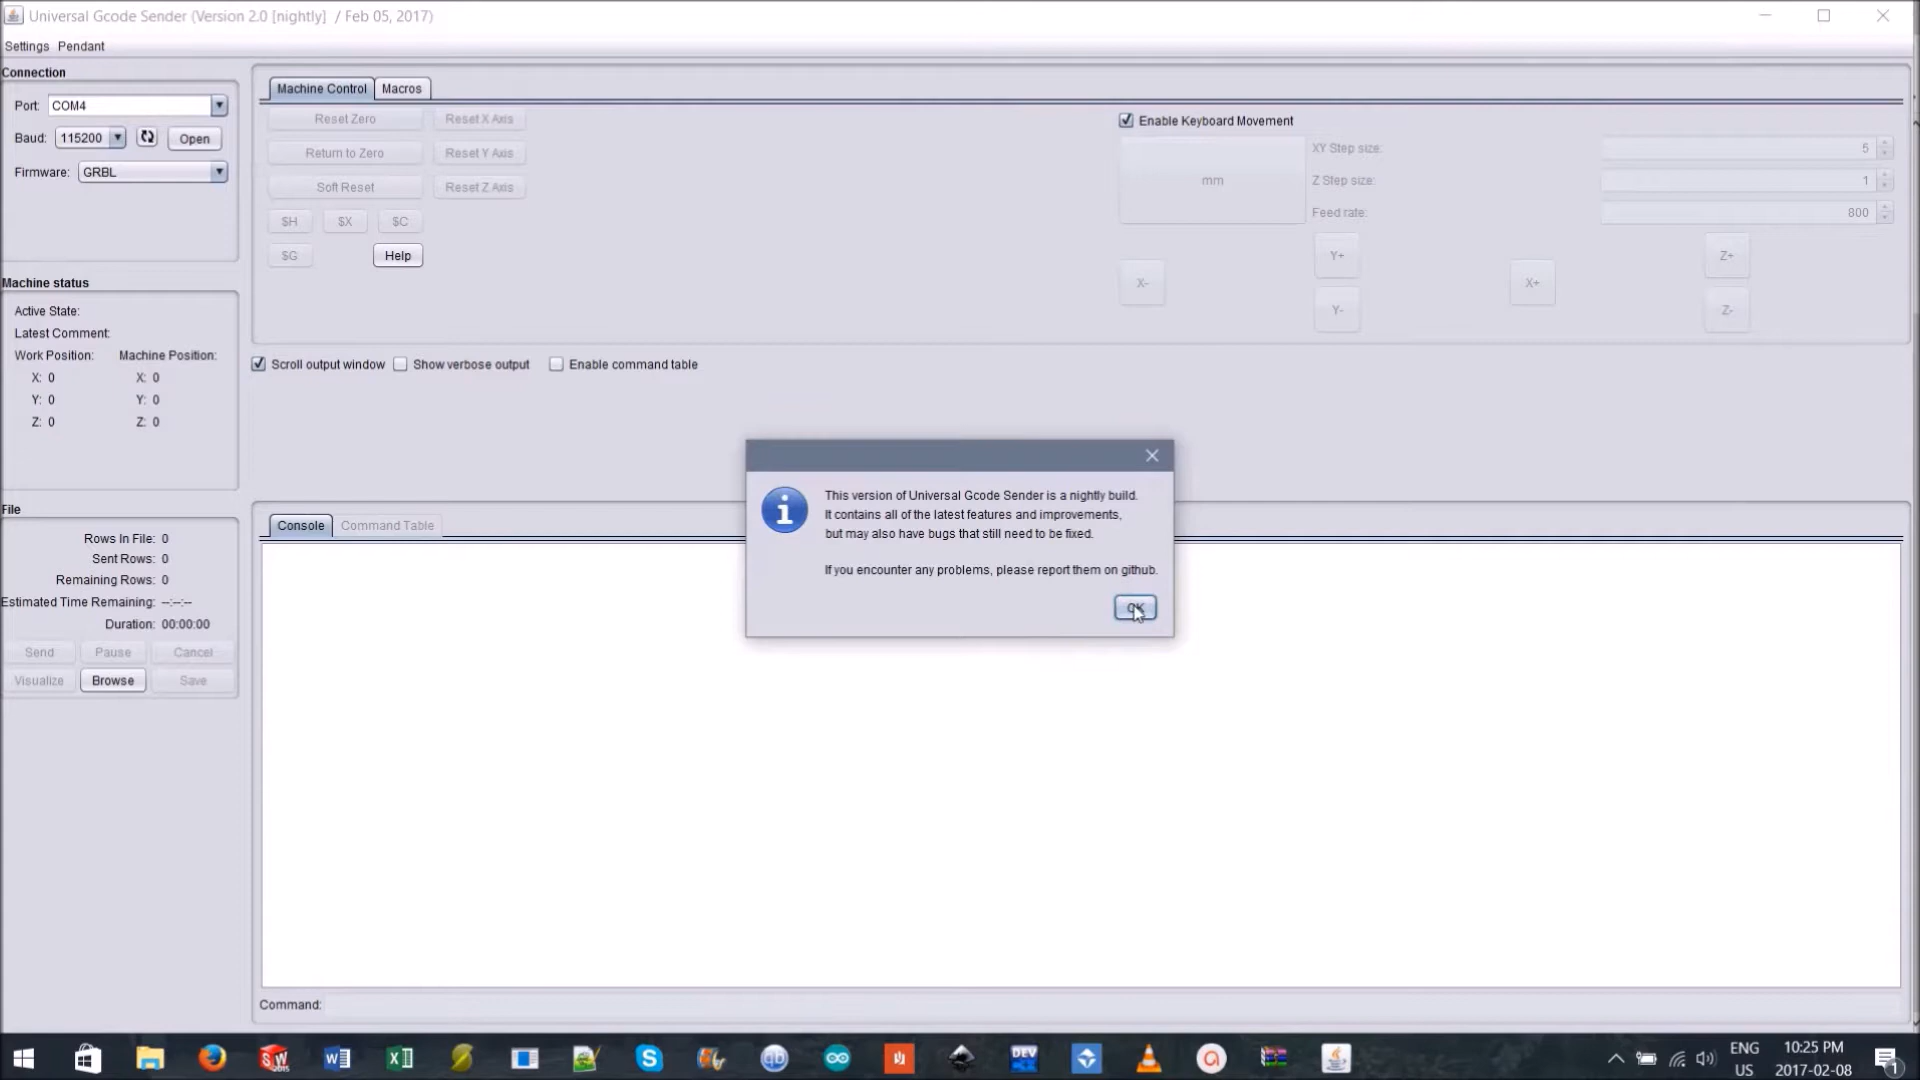 Universal Gcode Sender (Version 2.0 [nightly] / Feb 05, 2017)
Settings Pendant
Connection
Port: COM4
Baud: 115200 Open
Firmware: GRBL
Machine Control Macros
Reset Zero Reset X Axis
Return to Zero Reset Y Axis
Soft Reset Reset Z Axis
$H $X $C
$G Help
Enable Keyboard Movement
mm
XY Step size: 5
Z Step size: 1
Feed rate: 800
Y+ Z+
X- X+
Y- Z-
Machine status
Active State:
Latest Comment:
Work Position: Machine Position:
X: 0 X: 0
Y: 0 Y: 0
Z: 0 Z: 0
Scroll output window Show verbose output Enable command table
This version of Universal Gcode Sender is a nightly build.
It contains all of the latest features and improvements,
but may also have bugs that still need to be fixed.
If you encounter any problems, please report them on github.
OK
File
Rows In File: 0
Sent Rows: 0
Remaining Rows: 0
Estimated Time Remaining: --:--:--
Duration: 00:00:00
Send Pause Cancel
Visualize Browse Save
Console Command Table
Command:
SW
2015
qb
DEV
ENG
US
10:25 PM
2017-02-08
1